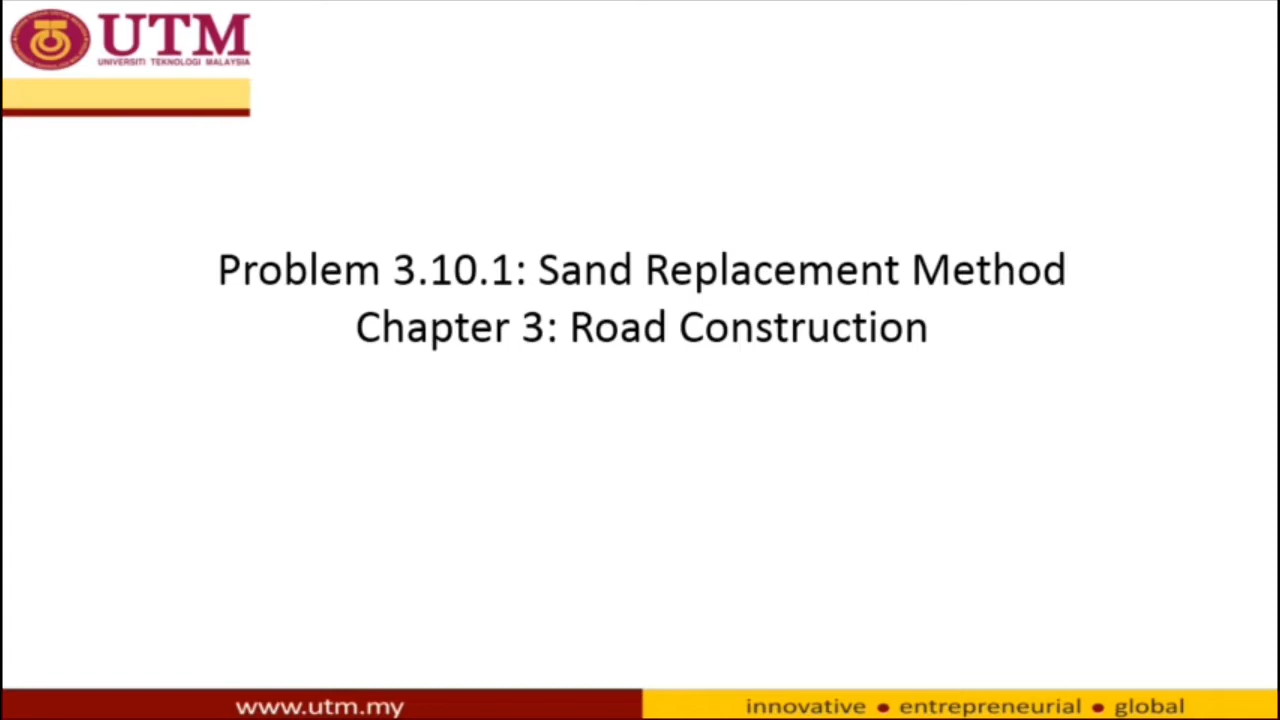 UTM
UNIVERSITI TEKNOLOGI MALAYSIA
Problem 3.10.1: Sand Replacement Method
Chapter 3: Road Construction
www.utm.my
innovative ● entrepreneurial ● global